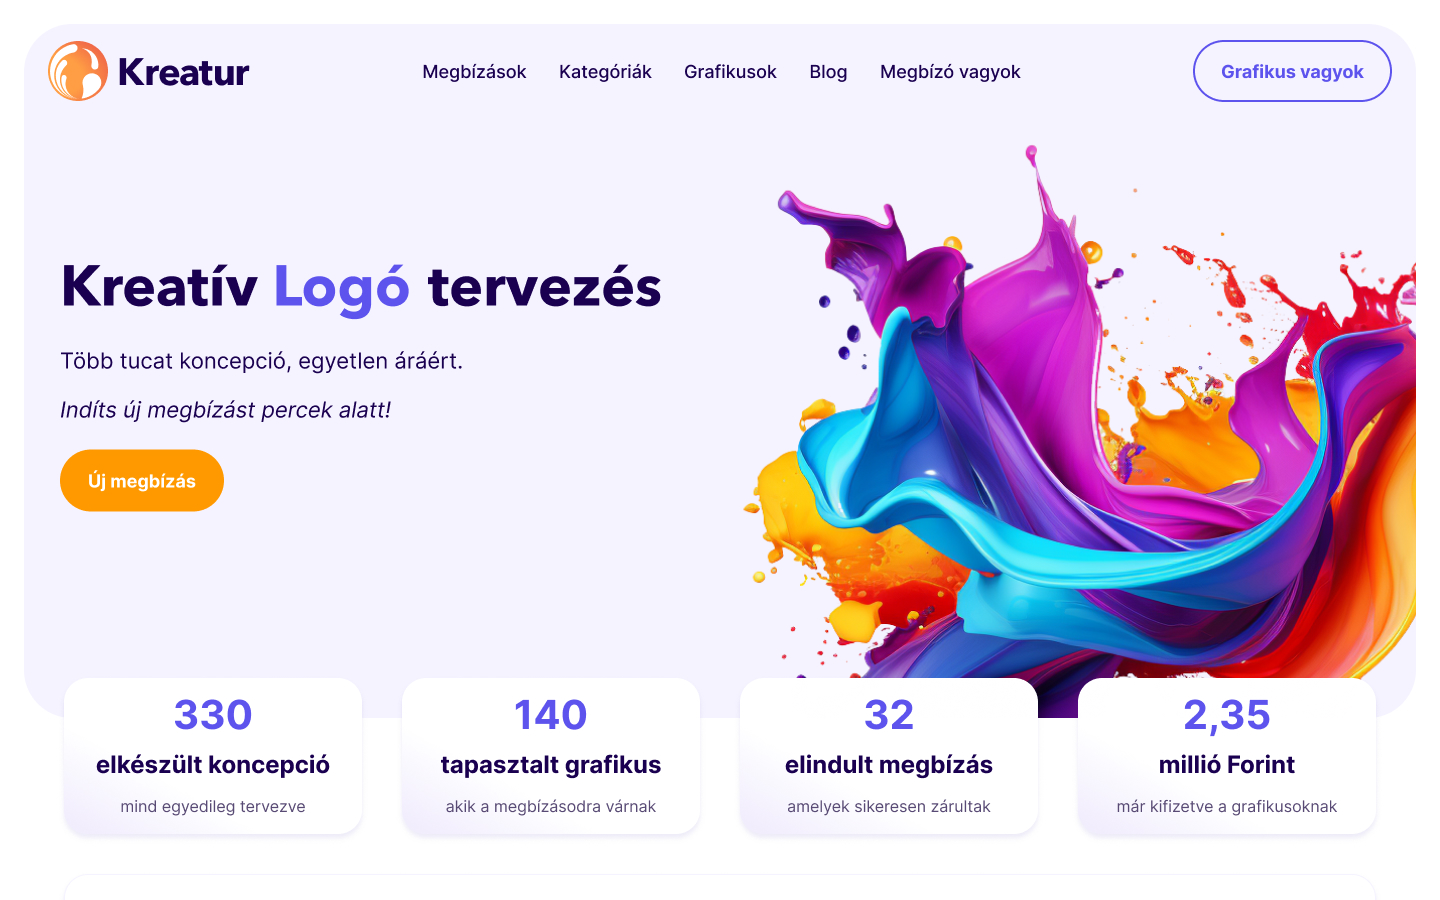 Kreatur
Megbízások
Kategóriák
Grafikusok
Blog
Megbízó vagyok
Grafikus vagyok
Kreatív Logó tervezés
Több tucat koncepció, egyetlen áráért.
Indíts új megbízást percek alatt!
Új megbízás
330
elkészült koncepció
mind egyedileg tervezve
140
tapasztalt grafikus
akik a megbízásodra várnak
32
elindult megbízás
amelyek sikeresen zárultak
2,35
millió Forint
már kifizetve a grafikusoknak